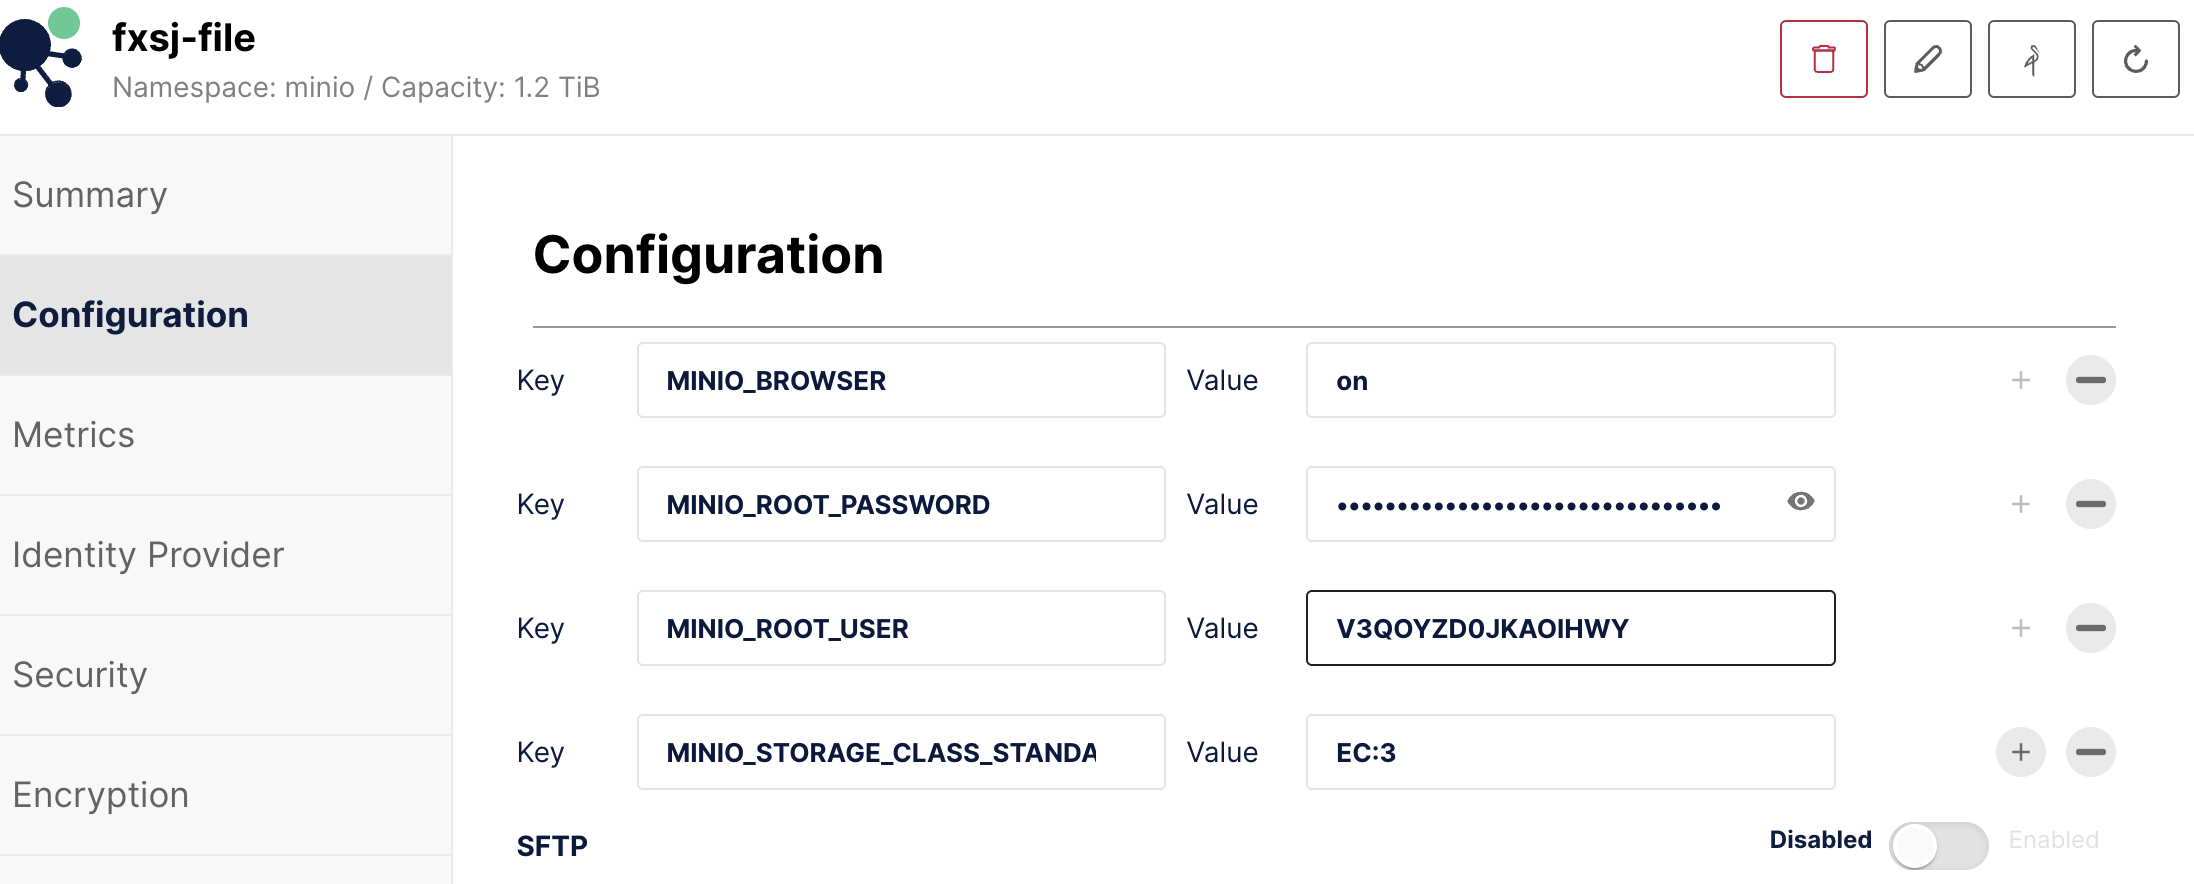 fxsj-file
Namespace: minio / Capacity: 1.2 TiB
Summary
Configuration
Metrics
Identity Provider
Security
Encryption
Configuration
Key MINIO_BROWSER Value on
Key MINIO_ROOT_PASSWORD Value ••••••••••••••••••••••••••••••••
Key MINIO_ROOT_USER Value V3QOYZD0JKAOIHWY
Key MINIO_STORAGE_CLASS_STANDA Value EC:3
SFTP Disabled Enabled